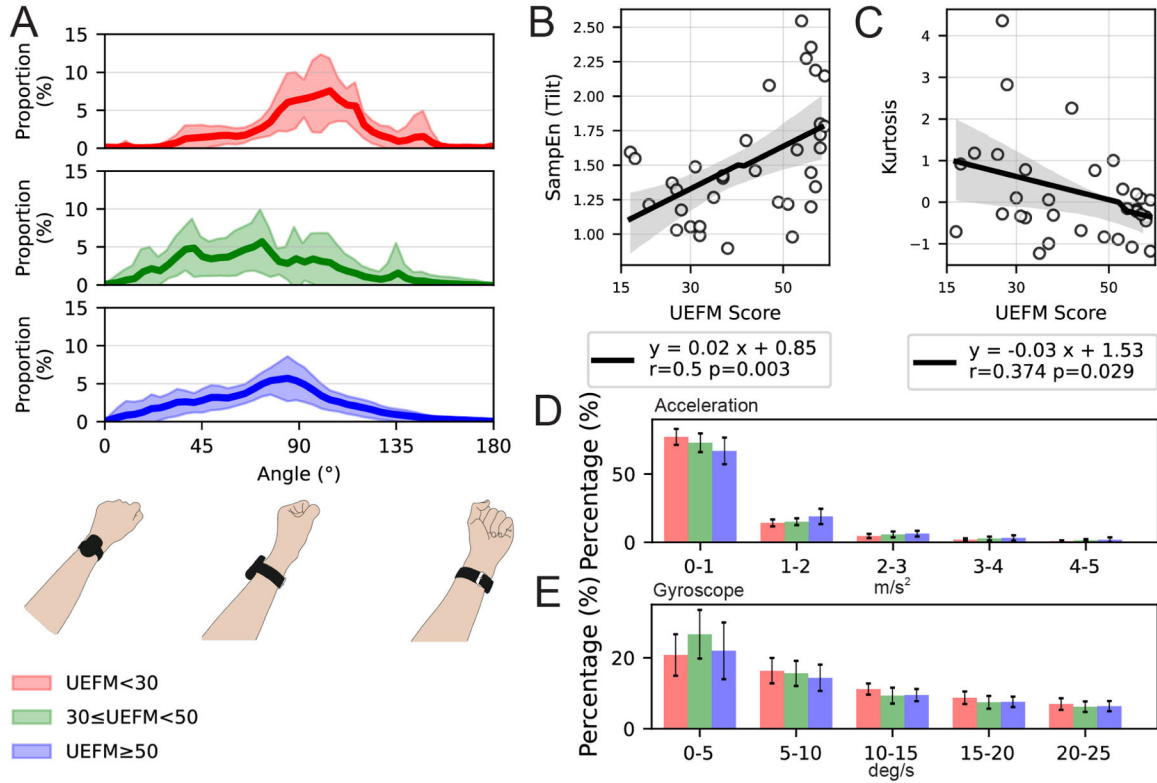 A
Proportion
(%)
15
10
5
0
Proportion
(%)
15
10
5
0
Proportion
(%)
15
10
5
0
0 45 90 135 180
Angle (°)
UEFM<30
30≤UEFM<50
UEFM≥50
B
SampEn (Tilt)
2.50
2.25
2.00
1.75
1.50
1.25
1.00
15 30 50
UEFM Score
y = 0.02 x + 0.85
r=0.5 p=0.003
C
Kurtosis
4
3
2
1
0
−1
15 30 50
UEFM Score
y = -0.03 x + 1.53
r=0.374 p=0.029
D
Acceleration
Percentage (%)
50
0
0-1 1-2 2-3 3-4 4-5
m/s²
E
Gyroscope
Percentage (%)
20
0
0-5 5-10 10-15 15-20 20-25
deg/s